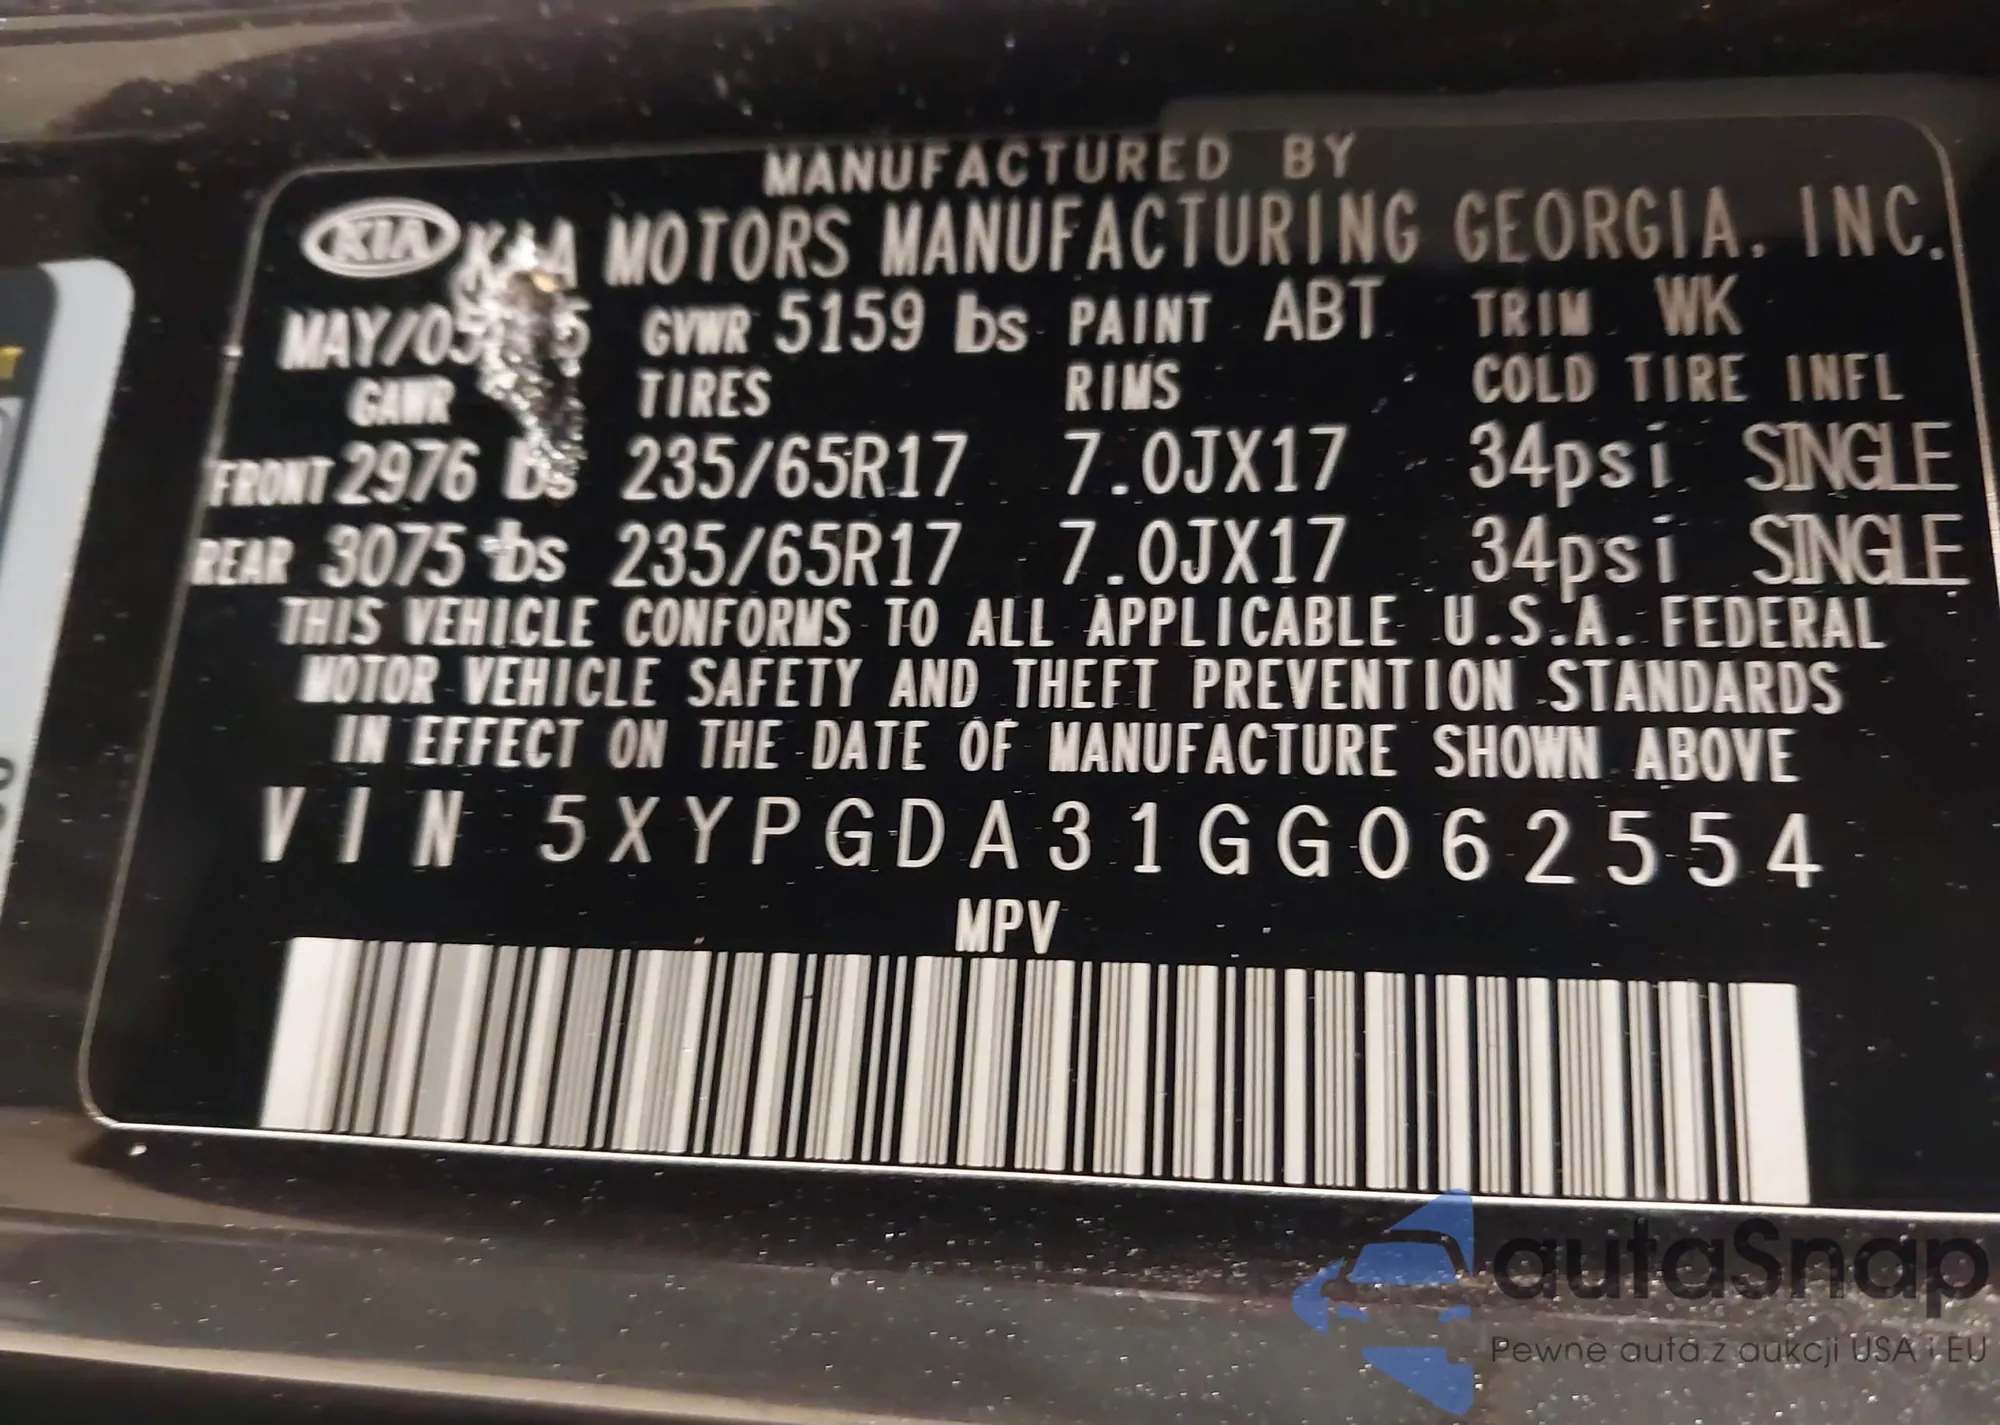 MANUFACTURED BY
KIA KIA MOTORS MANUFACTURING GEORGIA, INC.
GVWR 5159 lbs PAINT ABT TRIM WK
GAWR TIRES RIMS COLD TIRE INFL
FRONT 2976 lbs 235/65R17 7.0JX17 34psi SINGLE
REAR 3075 lbs 235/65R17 7.0JX17 34psi SINGLE
THIS VEHICLE CONFORMS TO ALL APPLICABLE U.S.A. FEDERAL
MOTOR VEHICLE SAFETY AND THEFT PREVENTION STANDARDS
IN EFFECT ON THE DATE OF MANUFACTURE SHOWN ABOVE
VIN 5XYPGDA31GG062554
MPV
autaSnap
Pewne auta z aukcji USA i EU